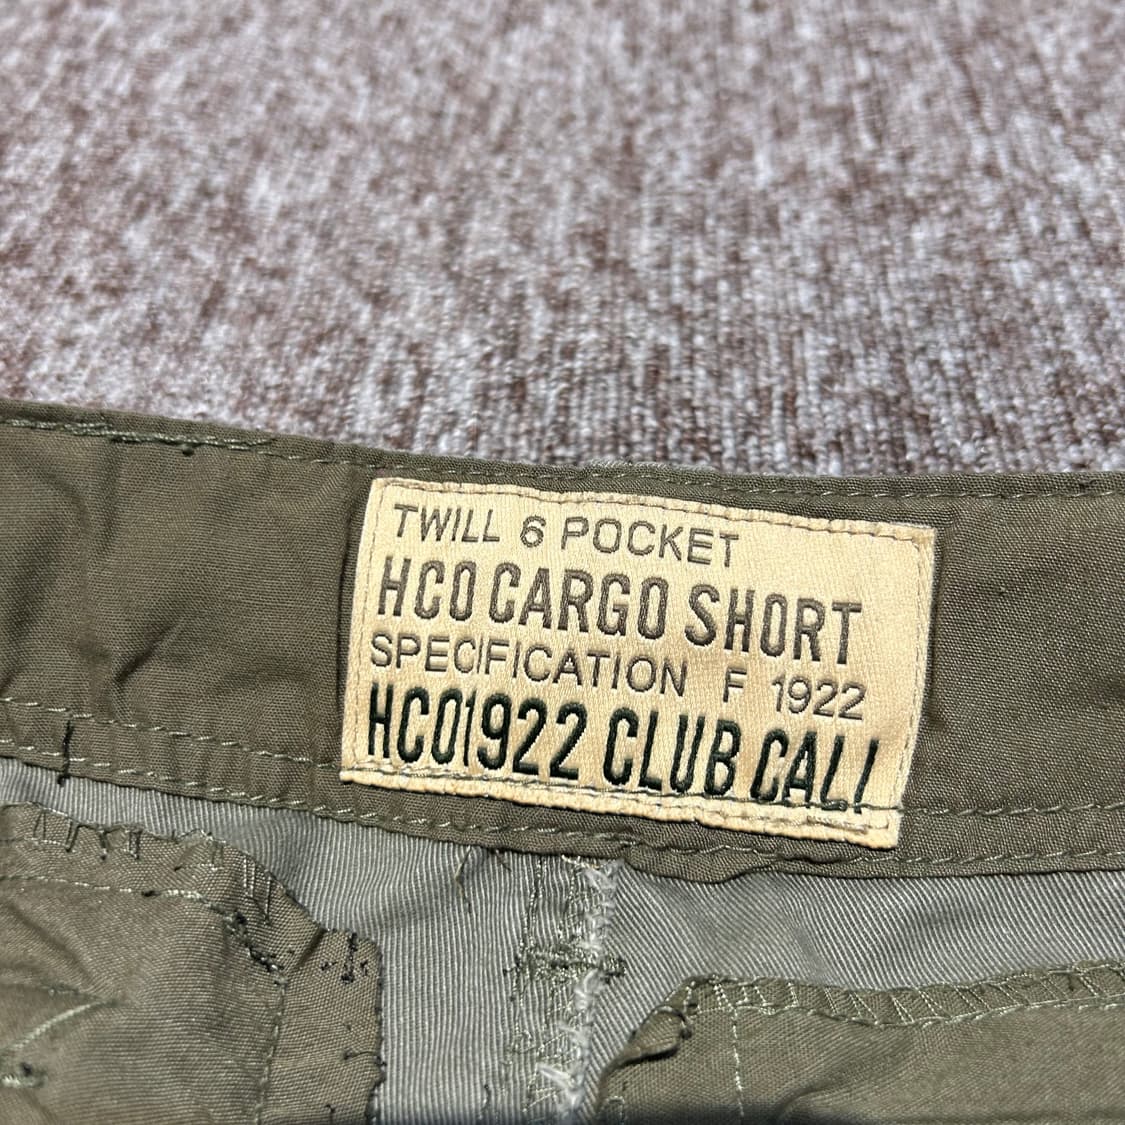 TWILL 6 POCKET
HCO CARGO SHORT
SPECIFICATION F 1922
HCO1922 CLUB CALI